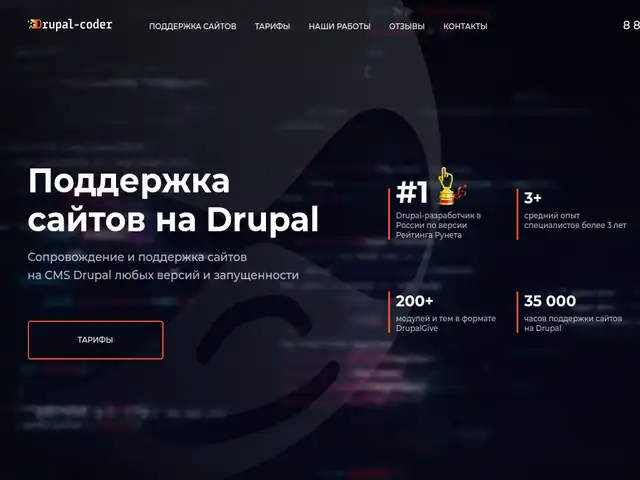 Drupal-coder
ПОДДЕРЖКА САЙТОВ
ТАРИФЫ
НАШИ РАБОТЫ
ОТЗЫВЫ
КОНТАКТЫ
8 8
Поддержка
сайтов на Drupal
Сопровождение и поддержка сайтов
на CMS Drupal любых версий и запущенности
ТАРИФЫ
#1
Drupal-разработчик в
России по версии
Рейтинга Рунета
3+
средний опыт
специалистов более 3 лет
200+
модулей и тем в формате
DrupalGive
35 000
часов поддержки сайтов
на Drupal